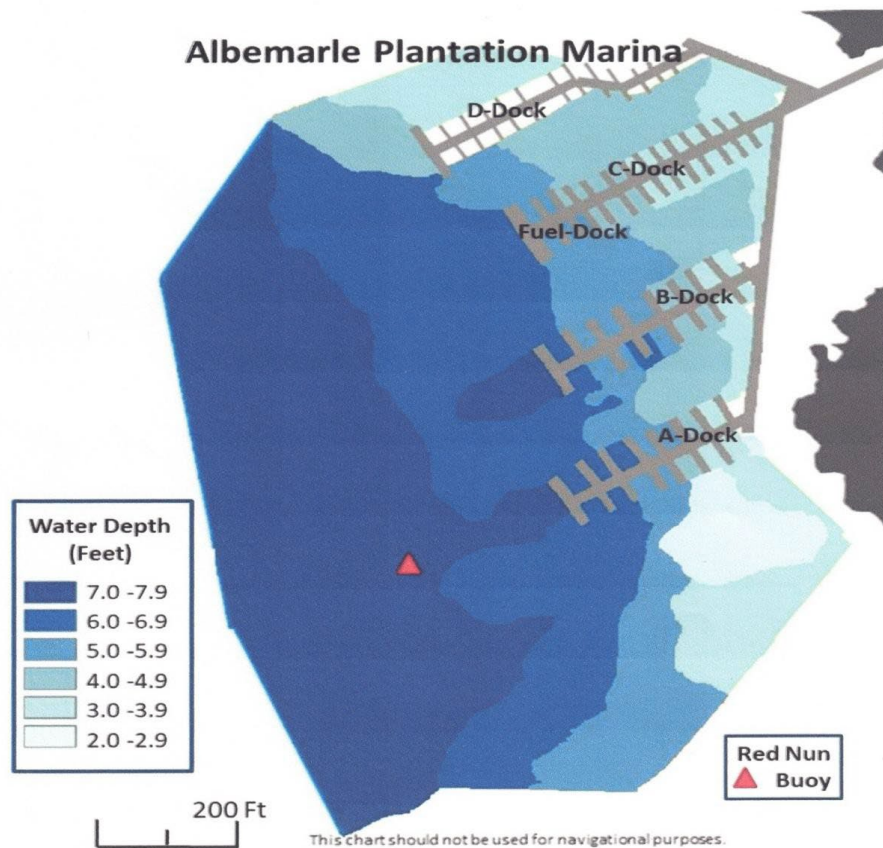 Albemarle Plantation Marina
D-Dock
C-Dock
Fuel-Dock
B-Dock
A-Dock
Water Depth
(Feet)
7.0 -7.9
6.0 -6.9
5.0 -5.9
4.0 -4.9
3.0 -3.9
2.0 -2.9
Red Nun
Buoy
200 Ft
This chart should not be used for navigational purposes.